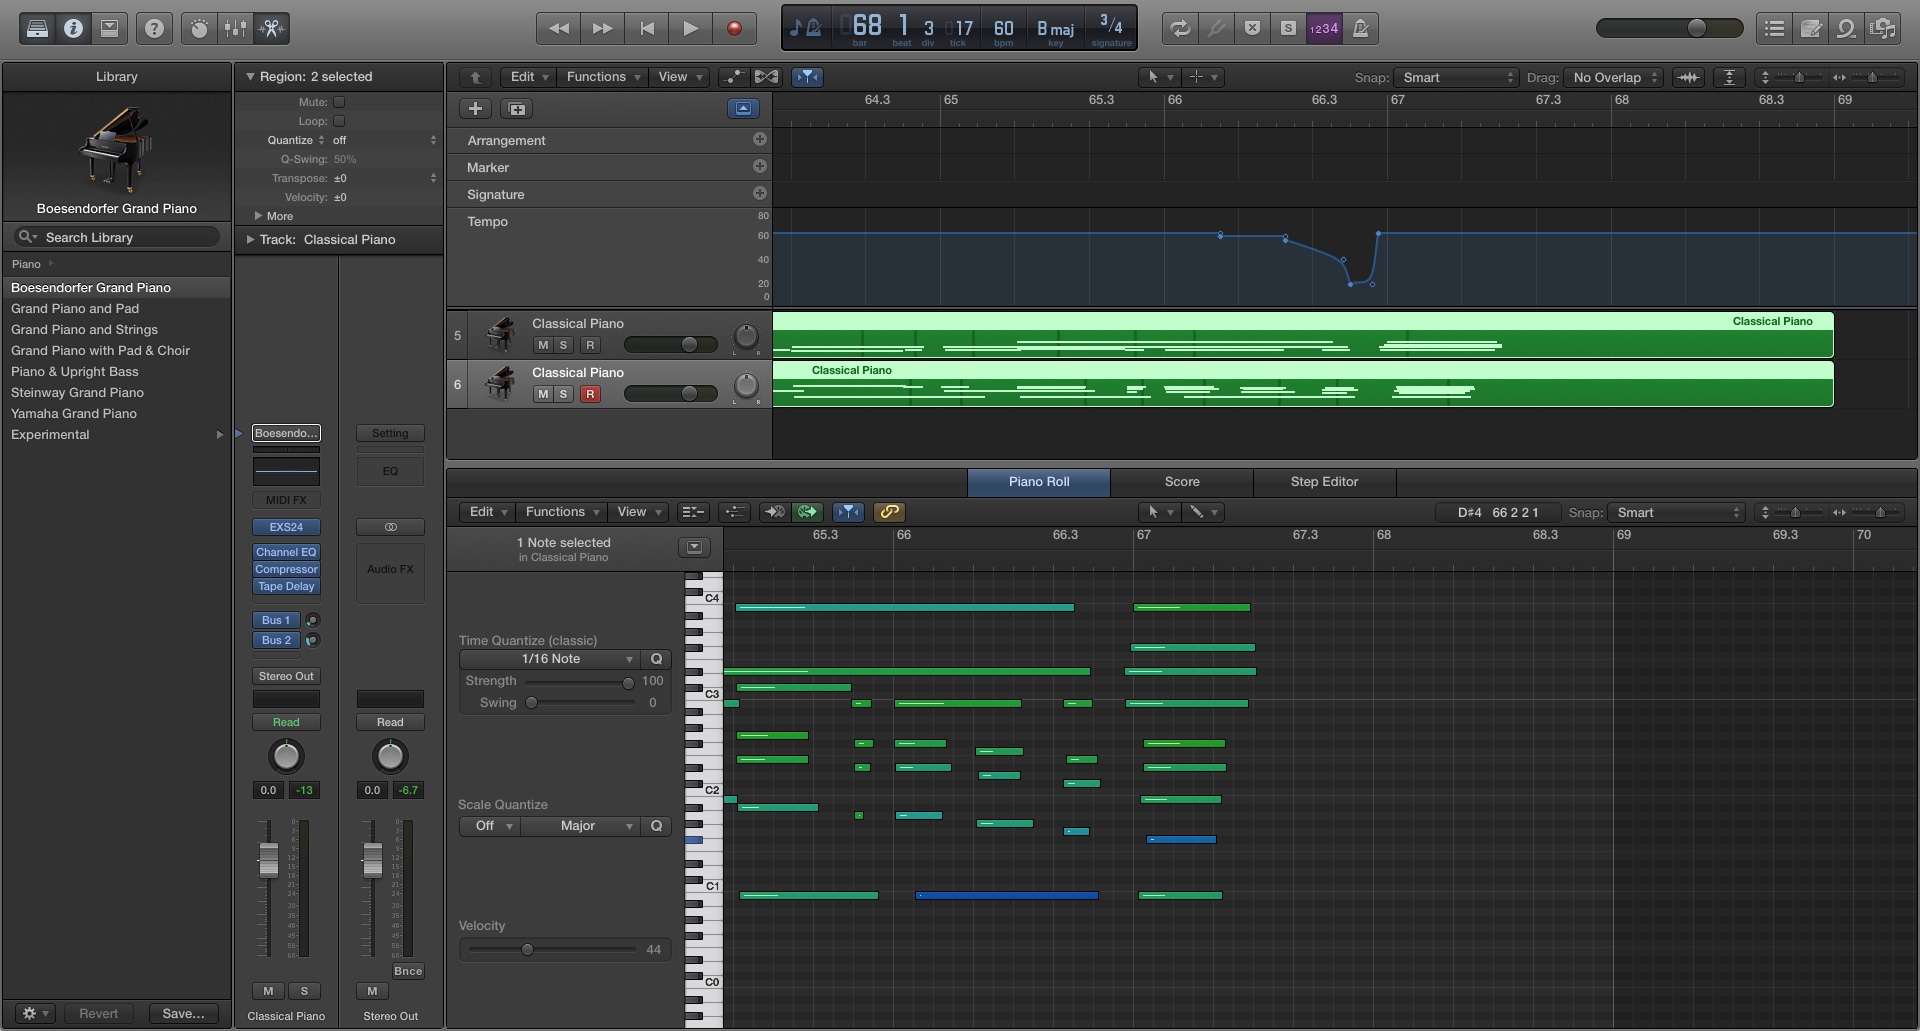 68 1 3 17 60 B maj 3/4
bar beat div tick bpm key signature
S 1234
Library
Boesendorfer Grand Piano
Search Library
Piano
Boesendorfer Grand Piano
Grand Piano and Pad
Grand Piano and Strings
Grand Piano with Pad & Choir
Piano & Upright Bass
Steinway Grand Piano
Yamaha Grand Piano
Experimental
Revert Save...
Region: 2 selected
Mute:
Loop:
Quantize off
Q-Swing: 50%
Transpose: ±0
Velocity: ±0
More
Track: Classical Piano
Boesendo... Setting
EQ
MIDI FX
EXS24
Channel EQ
Compressor Audio FX
Tape Delay
Bus 1
Bus 2
Stereo Out
Read Read
0.0 -13 0.0 -6.7
Bnce
M S M
Classical Piano Stereo Out
Edit Functions View Snap: Smart Drag: No Overlap
64.3 65 65.3 66 66.3 67 67.3 68 68.3 69
Arrangement
Marker
Signature
Tempo
80
60
40
20
0
5 Classical Piano
M S R
L R
Classical Piano
6 Classical Piano
M S R
L R
Classical Piano
Piano Roll Score Step Editor
Edit Functions View D#4 66 2 2 1 Snap: Smart
65.3 66 66.3 67 67.3 68 68.3 69 69.3 70
1 Note selected
in Classical Piano
Time Quantize (classic)
1/16 Note Q
Strength 100
Swing 0
Scale Quantize
Off Major Q
Velocity
44
C4
C3
C2
C1
C0